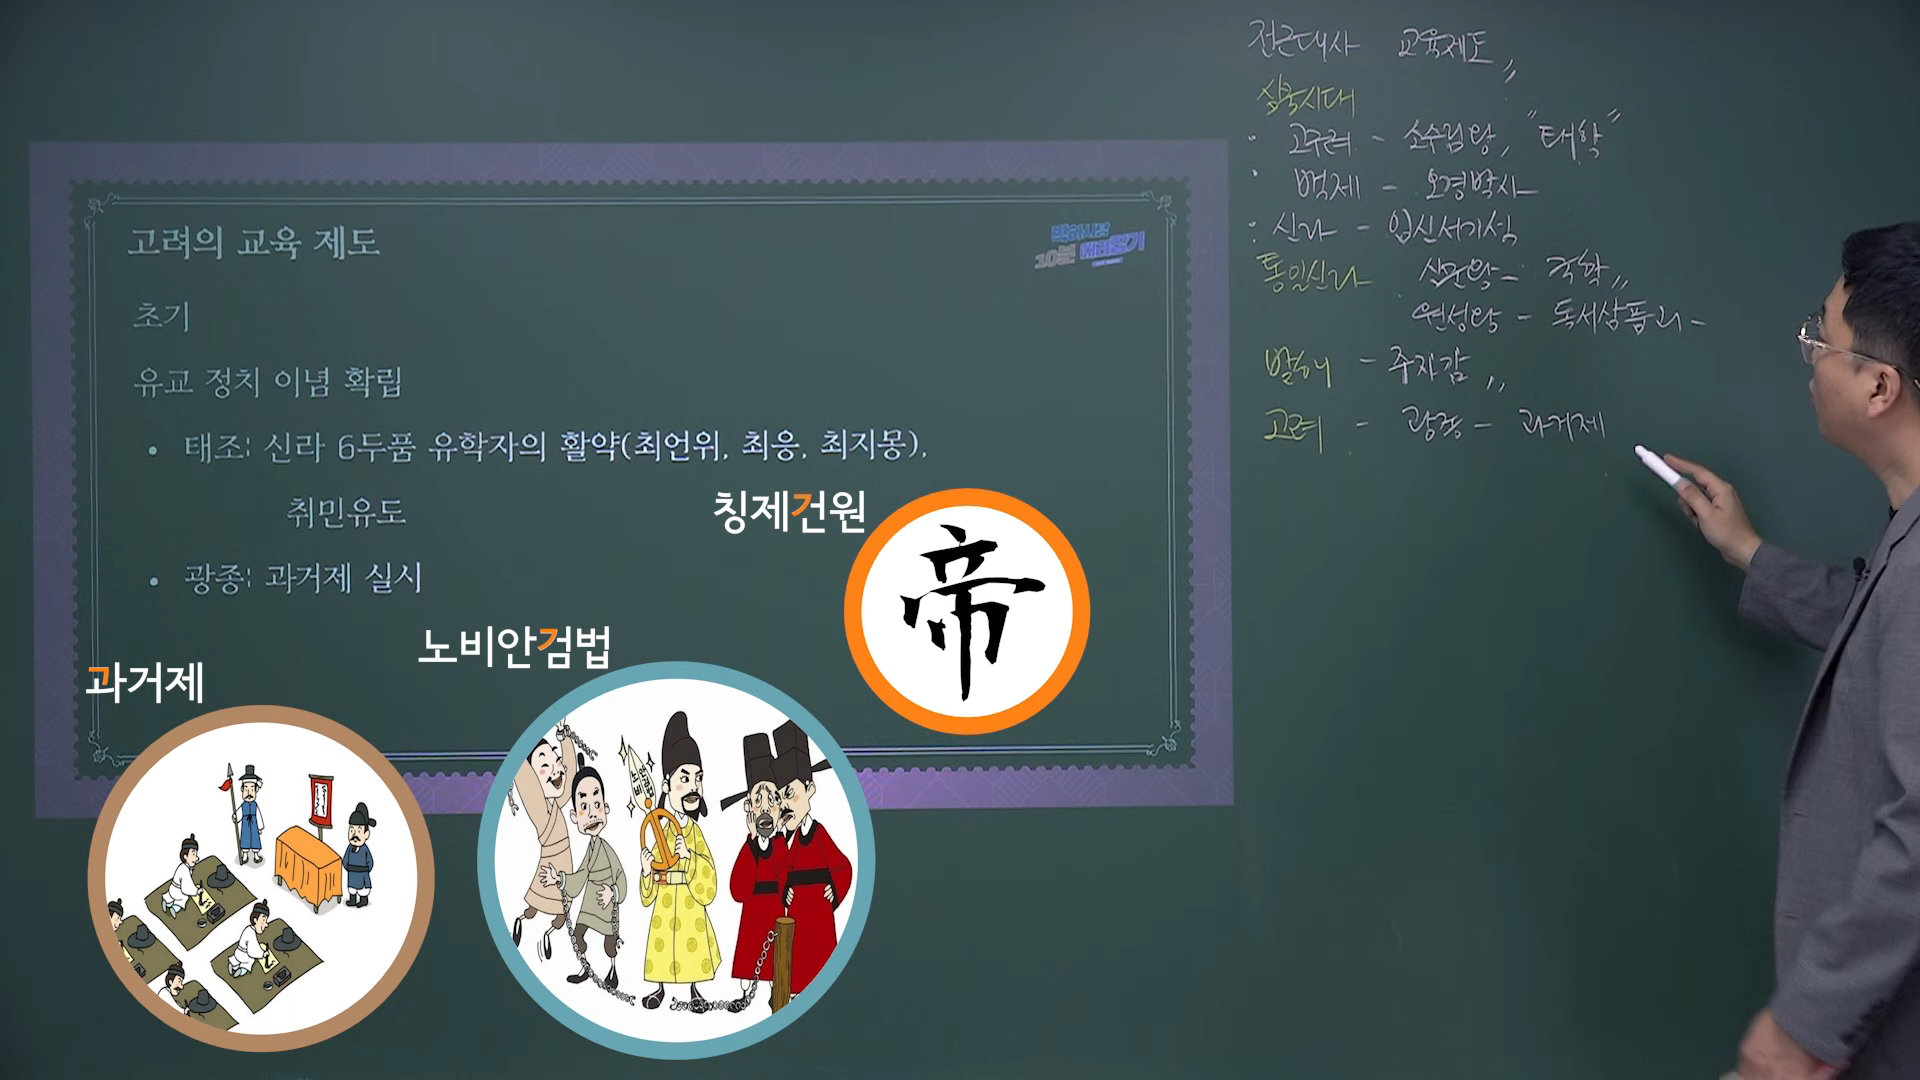 고려의 교육 제도
초기
유교 정치 이념 확립
• 태조: 신라 6두품 유학자의 활약(최언위, 최응, 최지몽),
취민유도
• 광종: 과거제 실시
칭제건원
帝
노비안검법
과거제
10분
전근대사 교육제도,,
삼국시대
· 고구려 - 소수림왕, "태학"
· 백제 - 오경박사
· 신라 - 임신서기석
통일신라 신문왕 - 국학,,
원성왕 - 독서삼품과 -
발해 - 주자감,,
고려 - 광종 - 과거제